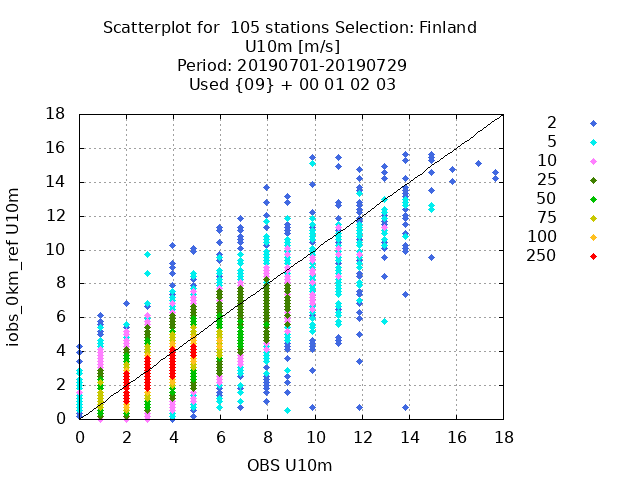 Scatterplot for  105 stations Selection: Finland
U10m [m/s]
Period: 20190701-20190729
Used {09} + 00 01 02 03
18
16
14
12
10
8
6
4
2
0
iobs_0km_ref U10m
0 2 4 6 8 10 12 14 16 18
OBS U10m
2
5
10
25
50
75
100
250